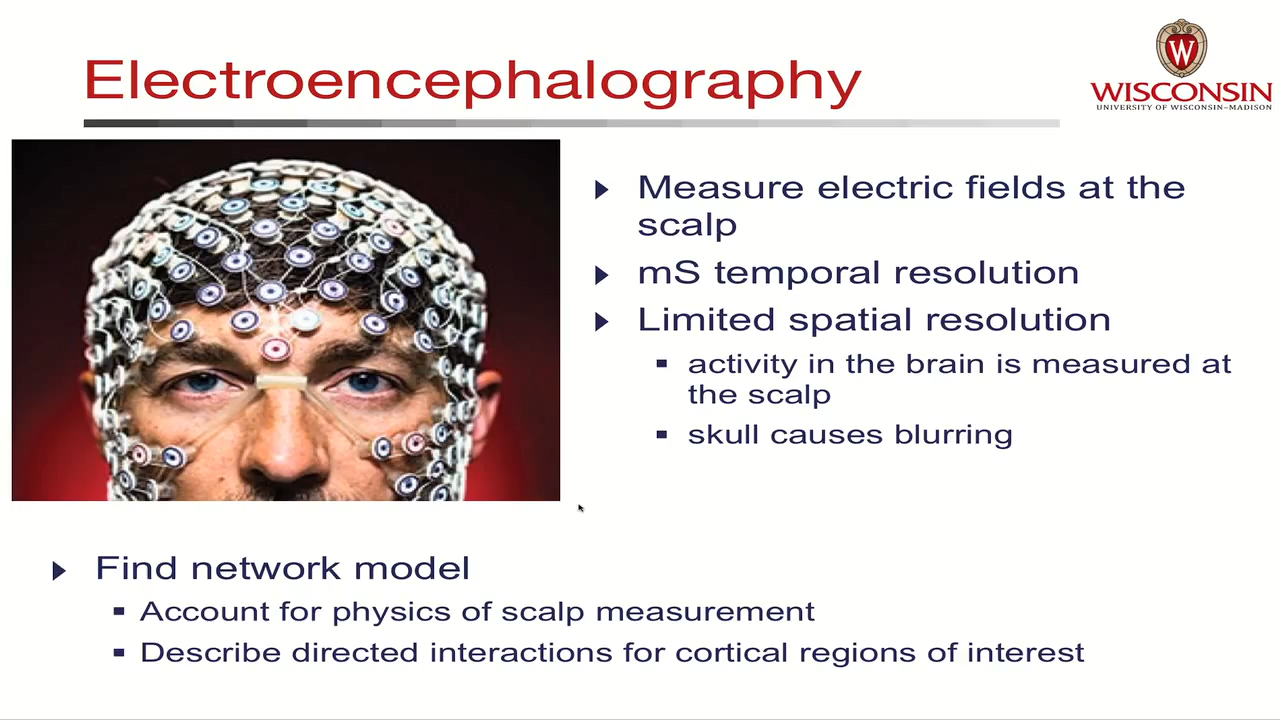 Electroencephalography
W
WISCONSIN
UNIVERSITY OF WISCONSIN–MADISON
Measure electric fields at the
scalp
mS temporal resolution
Limited spatial resolution
activity in the brain is measured at
the scalp
skull causes blurring
Find network model
Account for physics of scalp measurement
Describe directed interactions for cortical regions of interest